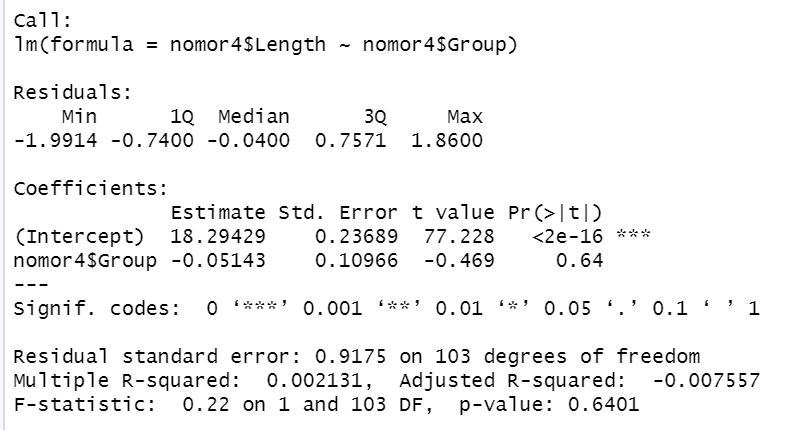 Call:
lm(formula = nomor4$Length ~ nomor4$Group)
Residuals:
Min 1Q Median 3Q Max
-1.9914 -0.7400 -0.0400 0.7571 1.8600
Coefficients:
Estimate Std. Error t value Pr(>|t|)
(Intercept) 18.29429 0.23689 77.228 <2e-16 ***
nomor4$Group -0.05143 0.10966 -0.469 0.64
---
Signif. codes: 0 ‘***’ 0.001 ‘**’ 0.01 ‘*’ 0.05 ‘.’ 0.1 ‘ ’ 1
Residual standard error: 0.9175 on 103 degrees of freedom
Multiple R-squared: 0.002131, Adjusted R-squared: -0.007557
F-statistic: 0.22 on 1 and 103 DF, p-value: 0.6401